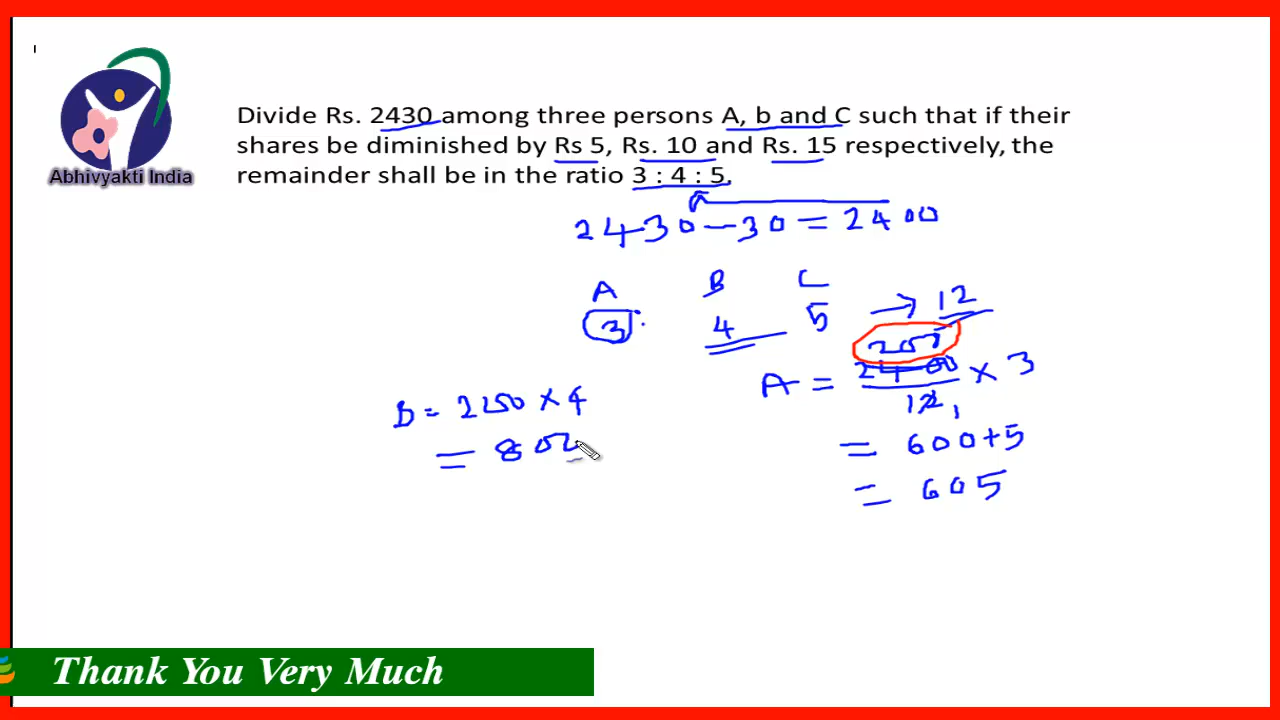 Abhivyakti India
Divide Rs. 2430 among three persons A, b and C such that if their
shares be diminished by Rs 5, Rs. 10 and Rs. 15 respectively, the
remainder shall be in the ratio 3 : 4 : 5.
2430 - 30 = 2400
A B C
3 : 4 5 → 12
200
A = 2400 × 3
12 1
B = × 4
= 600 + 5
= 80
= 605
Thank You Very Much